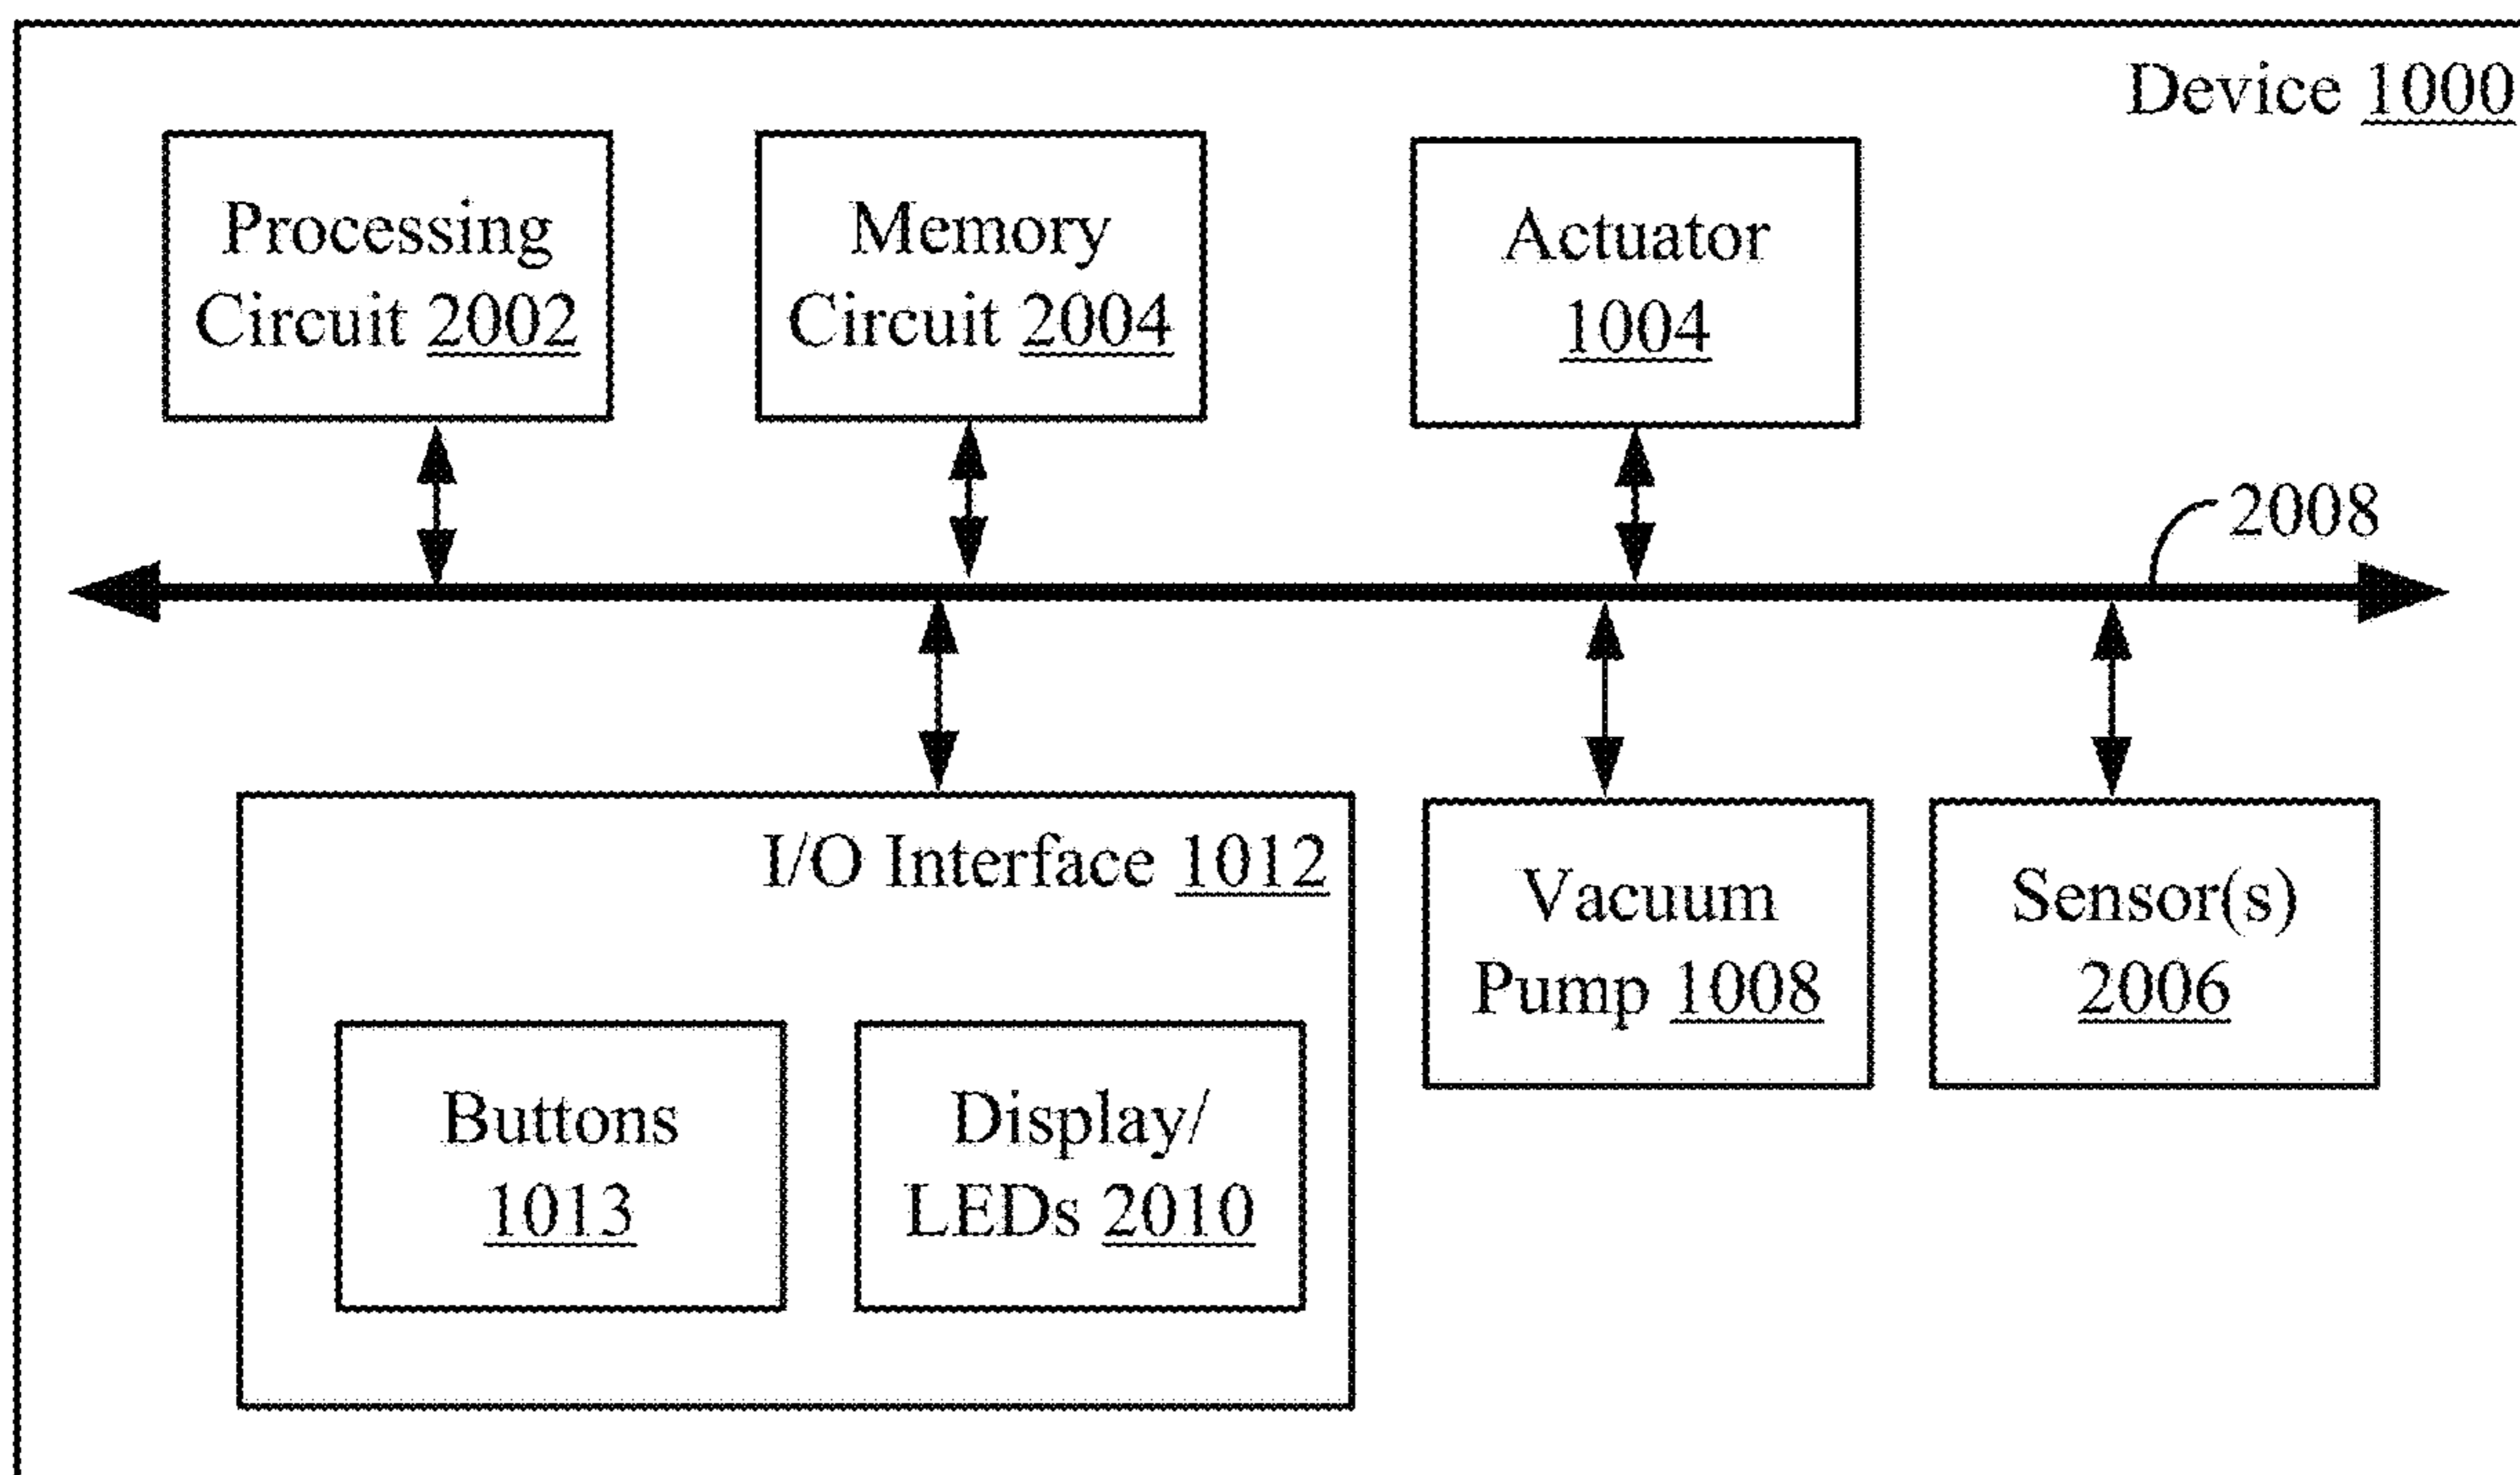 Device 1000
Processing
Circuit 2002
Memory
Circuit 2004
Actuator
1004
2008
I/O Interface 1012
Buttons
1013
Display/
LEDs 2010
Vacuum
Pump 1008
Sensor(s)
2006